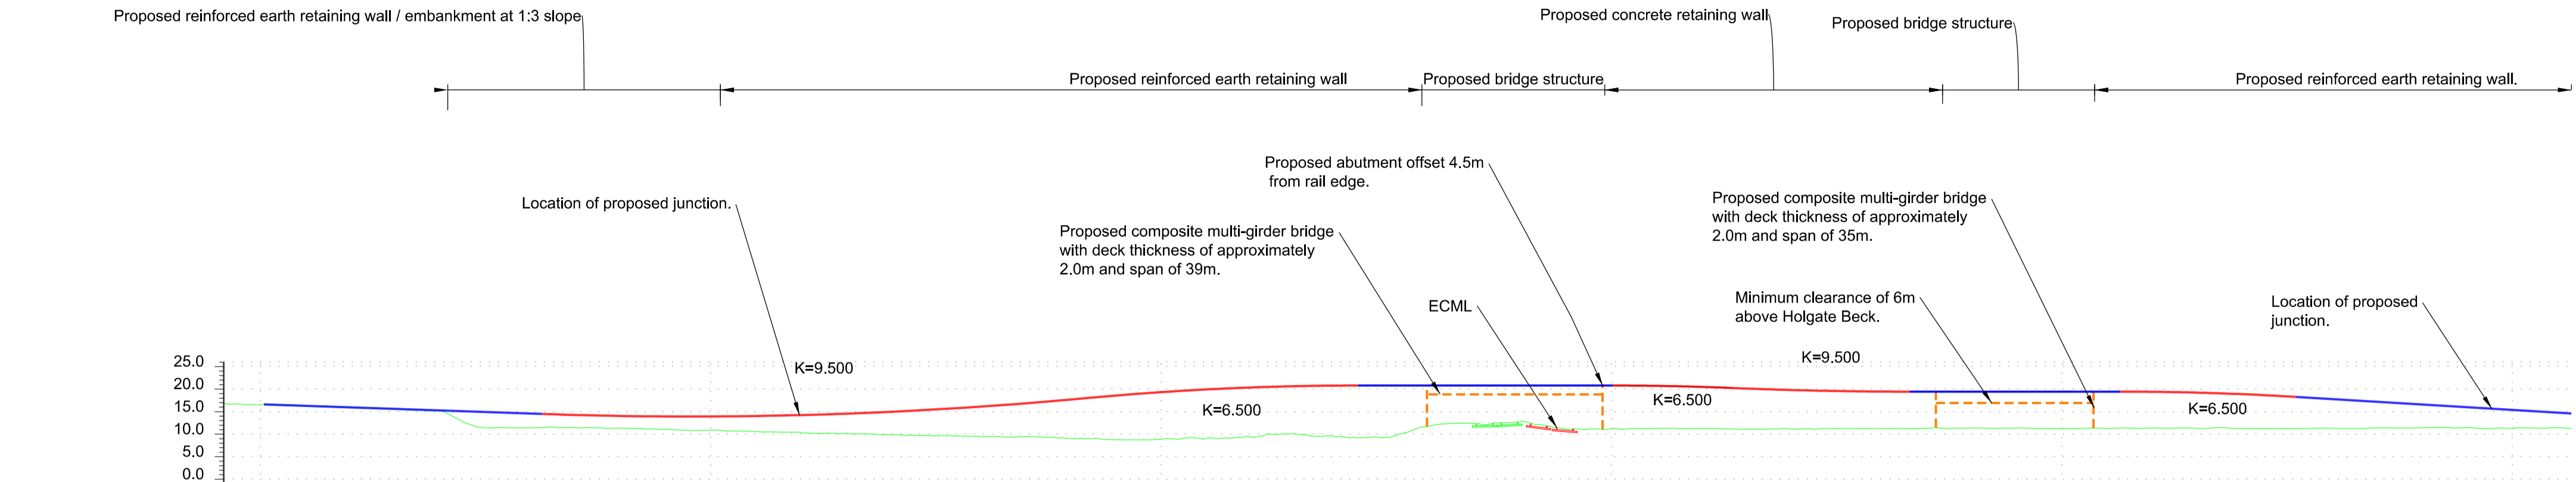 Proposed reinforced earth retaining wall / embankment at 1:3 slope
Proposed concrete retaining wall
Proposed bridge structure
Proposed reinforced earth retaining wall
Proposed bridge structure
Proposed reinforced earth retaining wall.
Proposed abutment offset 4.5m
from rail edge.
Location of proposed junction.
Proposed composite multi-girder bridge
with deck thickness of approximately
2.0m and span of 39m.
Proposed composite multi-girder bridge
with deck thickness of approximately
2.0m and span of 35m.
ECML
Minimum clearance of 6m
above Holgate Beck.
Location of proposed
junction.
K=9.500
K=9.500
K=6.500
K=6.500
K=6.500
25.0
20.0
15.0
10.0
5.0
0.0